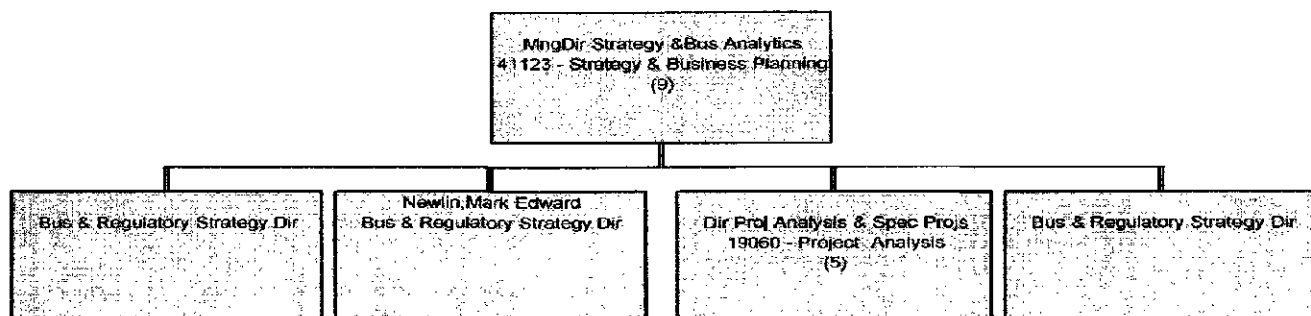 MngDir Strategy &Bus Analytics
41123 - Strategy & Business Planning
(9)
Bus & Regulatory Strategy Dir
Newlin,Mark Edward
Bus & Regulatory Strategy Dir
Dir Proj Analysis & Spec Projs
19060 - Project Analysis
(5)
Bus & Regulatory Strategy Dir